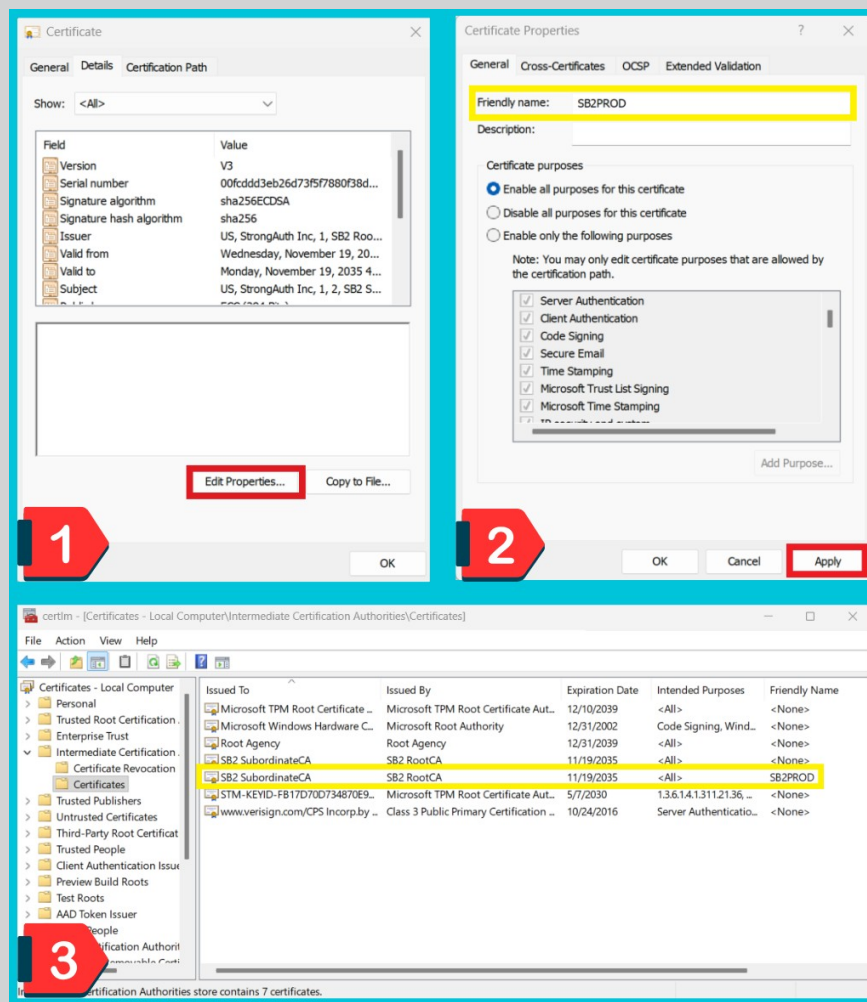 Certificate
General Details Certification Path
Show: <All>
Field Value
Version V3
Serial number 00fcddd3eb26d73f5f7880f38d...
Signature algorithm sha256ECDSA
Signature hash algorithm sha256
Issuer US, StrongAuth Inc, 1, SB2 Roo...
Valid from Wednesday, November 19, 20...
Valid to Monday, November 19, 2035 4...
Subject US, StrongAuth Inc, 1, 2, SB2 S...
Edit Properties... Copy to File...
1
OK
Certificate Properties ?
General Cross-Certificates OCSP Extended Validation
Friendly name: SB2PROD
Description:
Certificate purposes
Enable all purposes for this certificate
Disable all purposes for this certificate
Enable only the following purposes
Note: You may only edit certificate purposes that are allowed by
the certification path.
Server Authentication
Client Authentication
Code Signing
Secure Email
Time Stamping
Microsoft Trust List Signing
Microsoft Time Stamping
Add Purpose...
2
OK Cancel Apply
certlm - [Certificates - Local Computer\Intermediate Certification Authorities\Certificates]
File Action View Help
Certificates - Local Computer
Personal
Trusted Root Certification.
Enterprise Trust
Intermediate Certification.
Certificate Revocation
Certificates
Trusted Publishers
Untrusted Certificates
Third-Party Root Certificat
Trusted People
Client Authentication Issue
Preview Build Roots
Test Roots
AAD Token Issuer
People
tification Authorit
3
Issued To Issued By Expiration Date Intended Purposes Friendly Name
Microsoft TPM Root Certificate ... Microsoft TPM Root Certificate Aut... 12/10/2039 <All> <None>
Microsoft Windows Hardware C... Microsoft Root Authority 12/31/2002 Code Signing, Wind... <None>
Root Agency Root Agency 12/31/2039 <All> <None>
SB2 SubordinateCA SB2 RootCA 11/19/2035 <All> <None>
SB2 SubordinateCA SB2 RootCA 11/19/2035 <All> SB2PROD
STM-KEYID-FB17D70D734870E9... Microsoft TPM Root Certificate Aut... 5/7/2030 1.3.6.1.4.1.311.21.36, ... <None>
www.verisign.com/CPS Incorp.by ... Class 3 Public Primary Certification ... 10/24/2016 Server Authenticatio... <None>
ertification Authorities store contains 7 certificates.